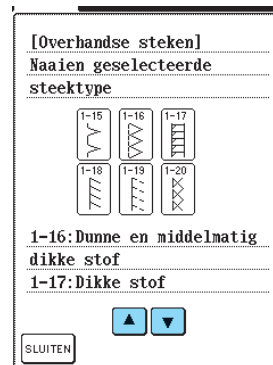 [Overhandse steken]
Naaien geselecteerde
steektype
1-15 1-16 1-17
1-18 1-19 1-20
1-16:Dunne en middelmatig
dikke stof
1-17:Dikke stof
SLUITEN